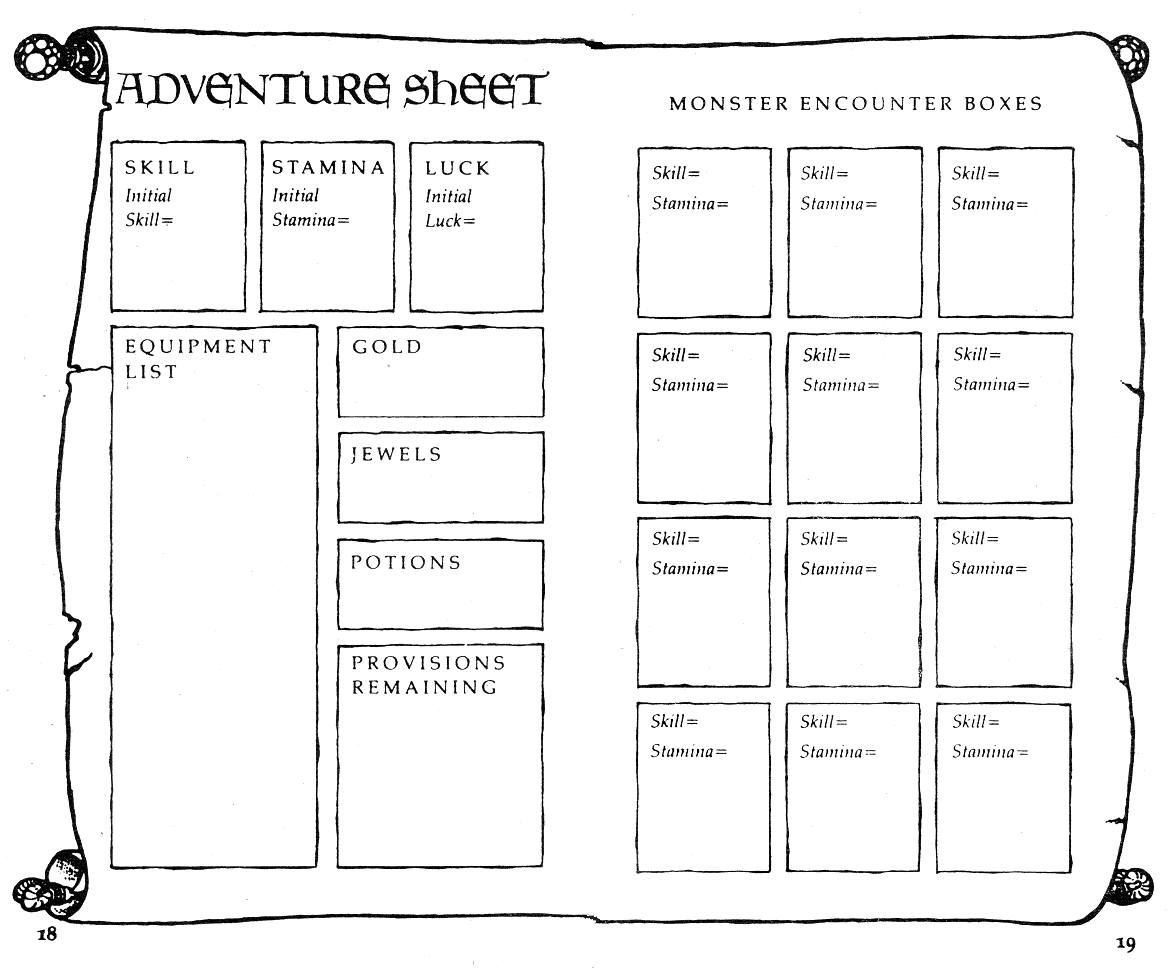 ADVENTURE ShEET
SKILL
Initial
Skill=
STAMINA
Initial
Stamina=
LUCK
Initial
Luck=
EQUIPMENT
LIST
GOLD
JEWELS
POTIONS
PROVISIONS
REMAINING
18
MONSTER ENCOUNTER BOXES
Skill=
Stamina=
Skill=
Stamina=
Skill=
Stamina=
Skill=
Stamina=
Skill=
Stamina=
Skill=
Stamina=
Skill=
Stamina=
Skill=
Stamina=
Skill=
Stamina=
Skill=
Stamina=
Skill=
Stamina=
Skill=
Stamina=
19